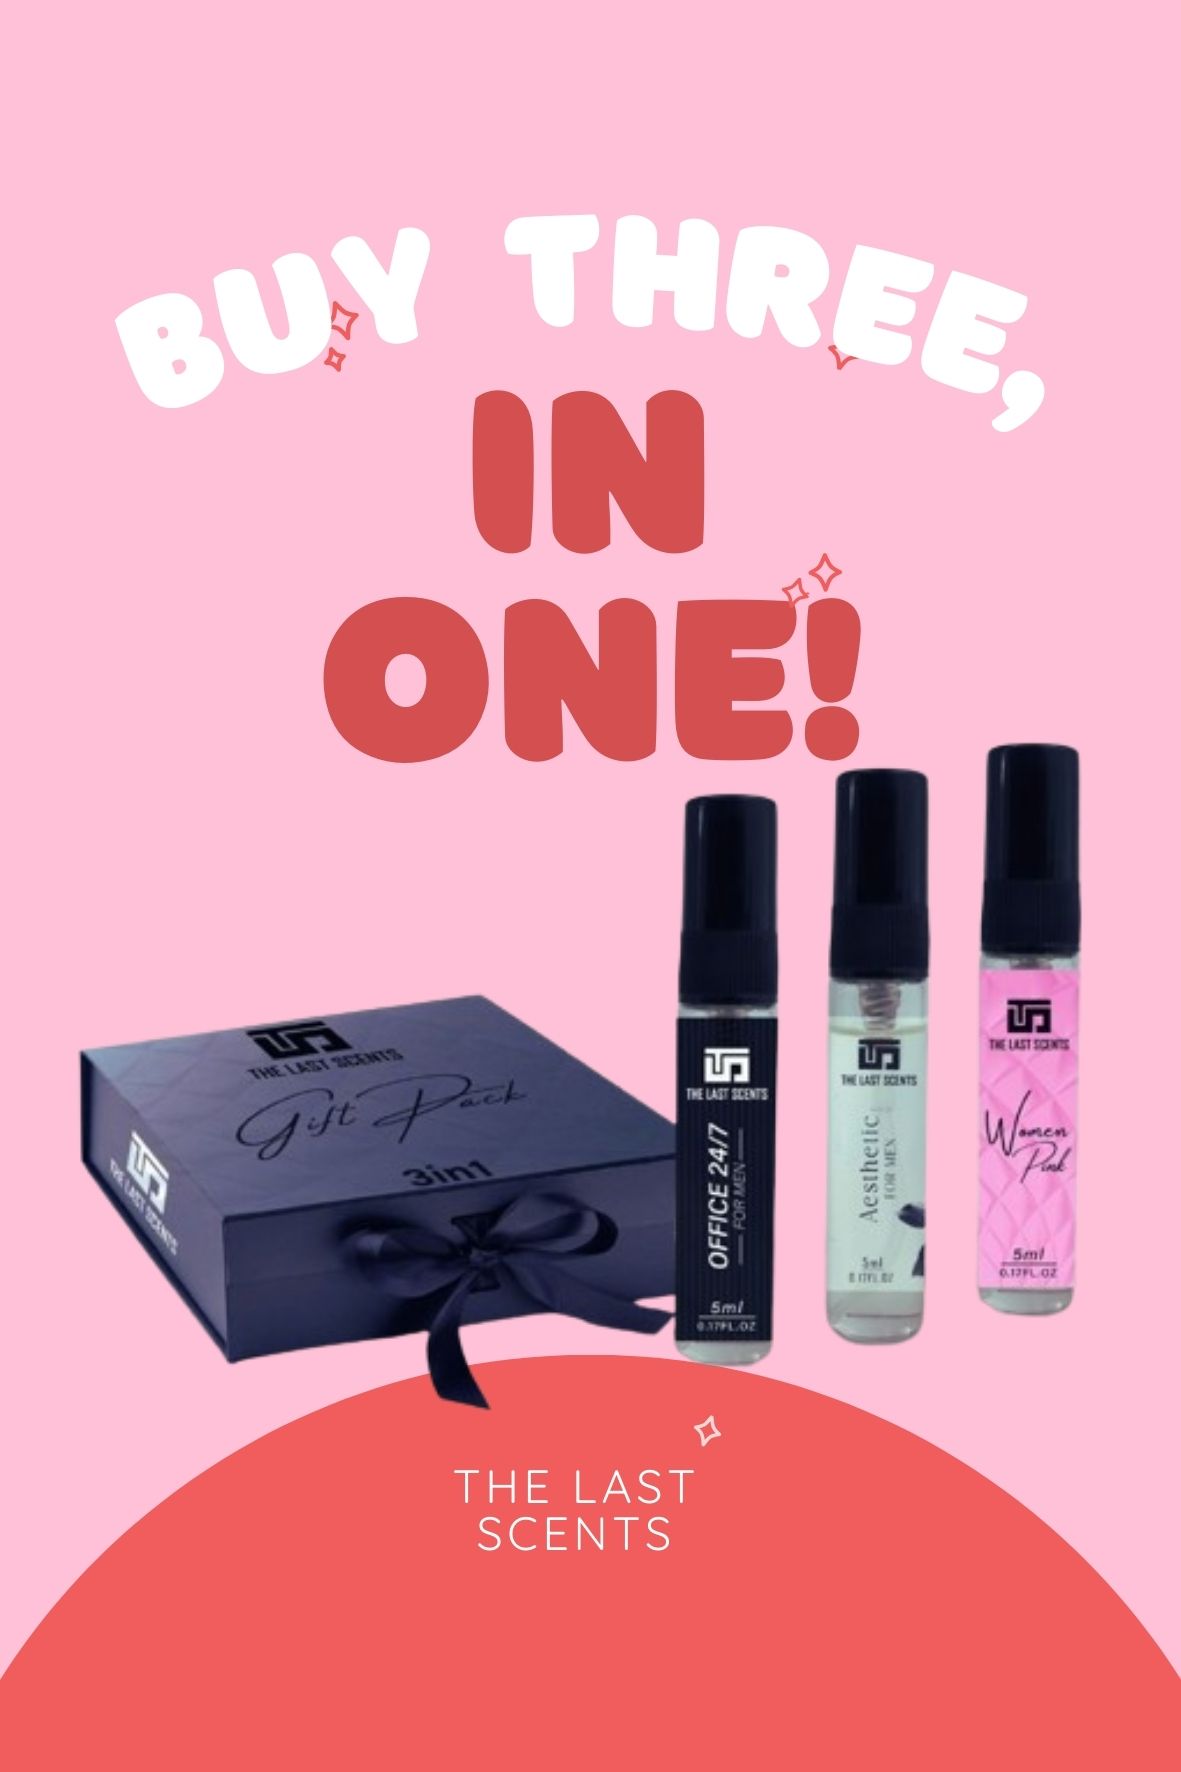 BUY THREE,
IN
ONE!
THE LAST SCENTS
Gift Pack
3in1
THE LAST SCENTS
THE LAST SCENTS
OFFICE 24/7
FOR MEN
5ml
0.17FL.OZ
THE LAST SCENTS
Aesthetic
FOR MEN
5ml
0.17FL.OZ
THE LAST SCENTS
Women
Pink
5ml
0.17FL.OZ
THE LAST
SCENTS